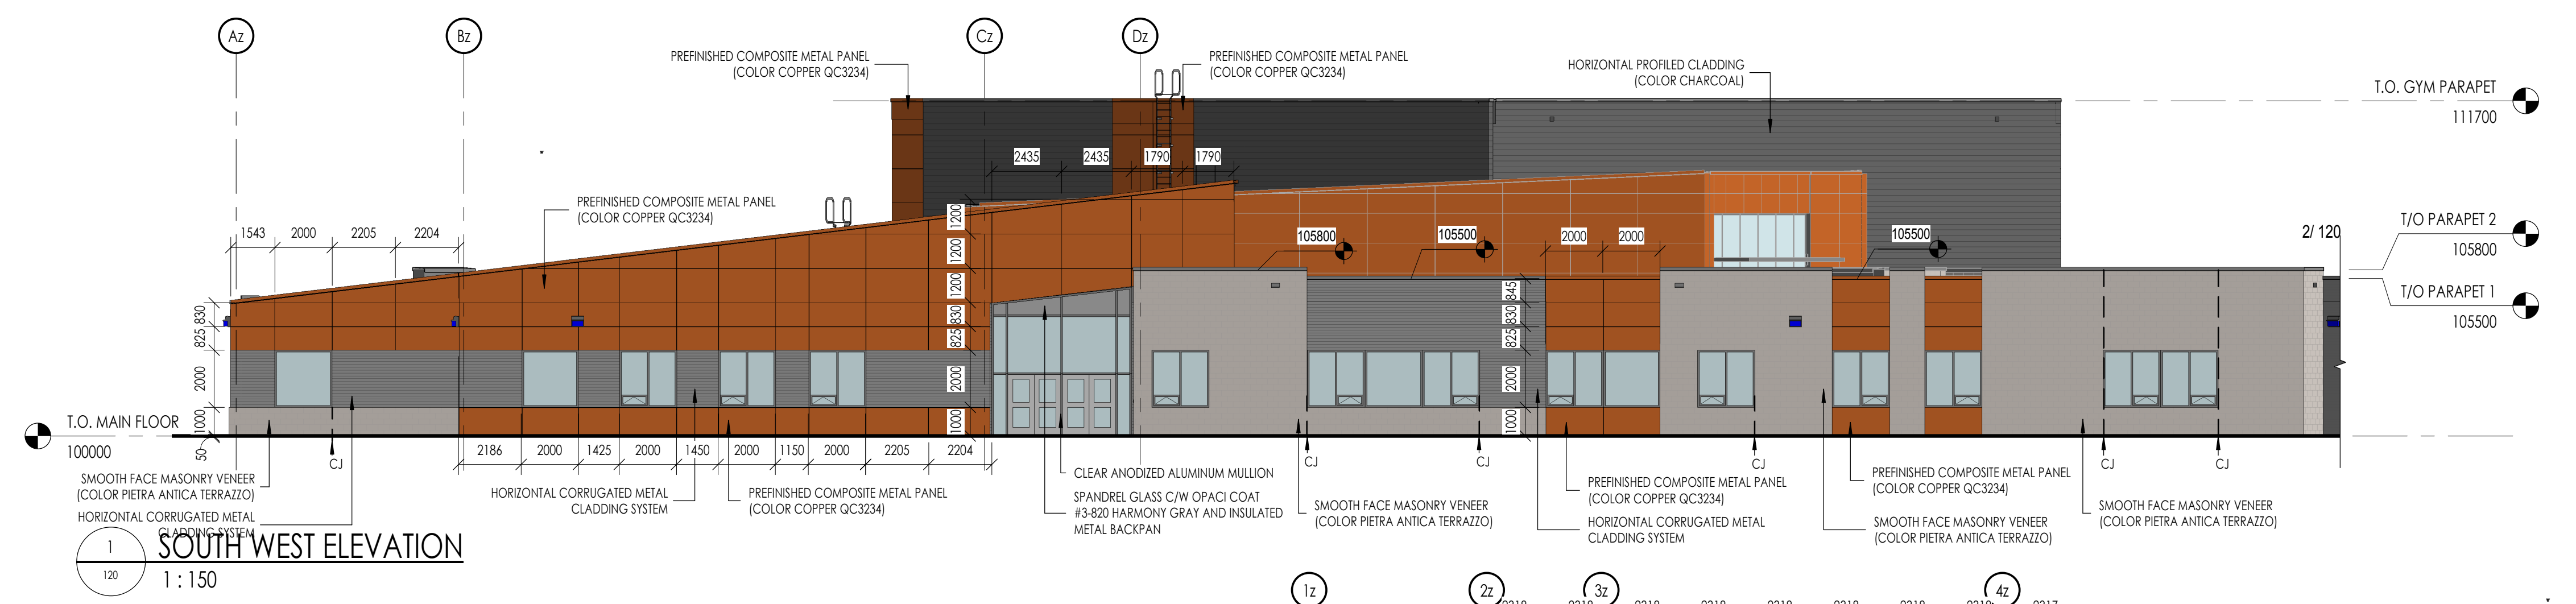 Az
Bz
Cz
Dz
PREFINISHED COMPOSITE METAL PANEL
(COLOR COPPER QC3234)
PREFINISHED COMPOSITE METAL PANEL
(COLOR COPPER QC3234)
HORIZONTAL PROFILED CLADDING
(COLOR CHARCOAL)
T.O. GYM PARAPET
111700
2435
2435
1790
1790
PREFINISHED COMPOSITE METAL PANEL
(COLOR COPPER QC3234)
1543
2000
2205
2204
105800
105500
2000
2000
105500
2/ 120
T/O PARAPET 2
105800
T/O PARAPET 1
105500
830
825
2000
1000
50
1200
1200
1200
830
825
2000
1000
845
830
825
2000
1000
T.O. MAIN FLOOR
100000
2186
2000
1425
2000
1450
2000
1150
2000
2205
2204
CJ
CJ
CJ
CJ
CJ
CJ
SMOOTH FACE MASONRY VENEER
(COLOR PIETRA ANTICA TERRAZZO)
HORIZONTAL CORRUGATED METAL
CLADDING SYSTEM
HORIZONTAL CORRUGATED METAL
CLADDING SYSTEM
PREFINISHED COMPOSITE METAL PANEL
(COLOR COPPER QC3234)
CLEAR ANODIZED ALUMINUM MULLION
SPANDREL GLASS C/W OPACI COAT
#3-820 HARMONY GRAY AND INSULATED
METAL BACKPAN
SMOOTH FACE MASONRY VENEER
(COLOR PIETRA ANTICA TERRAZZO)
PREFINISHED COMPOSITE METAL PANEL
(COLOR COPPER QC3234)
HORIZONTAL CORRUGATED METAL
CLADDING SYSTEM
PREFINISHED COMPOSITE METAL PANEL
(COLOR COPPER QC3234)
SMOOTH FACE MASONRY VENEER
(COLOR PIETRA ANTICA TERRAZZO)
SMOOTH FACE MASONRY VENEER
(COLOR PIETRA ANTICA TERRAZZO)
1
120
SOUTH WEST ELEVATION
1 : 150
1z
2z
3z
4z